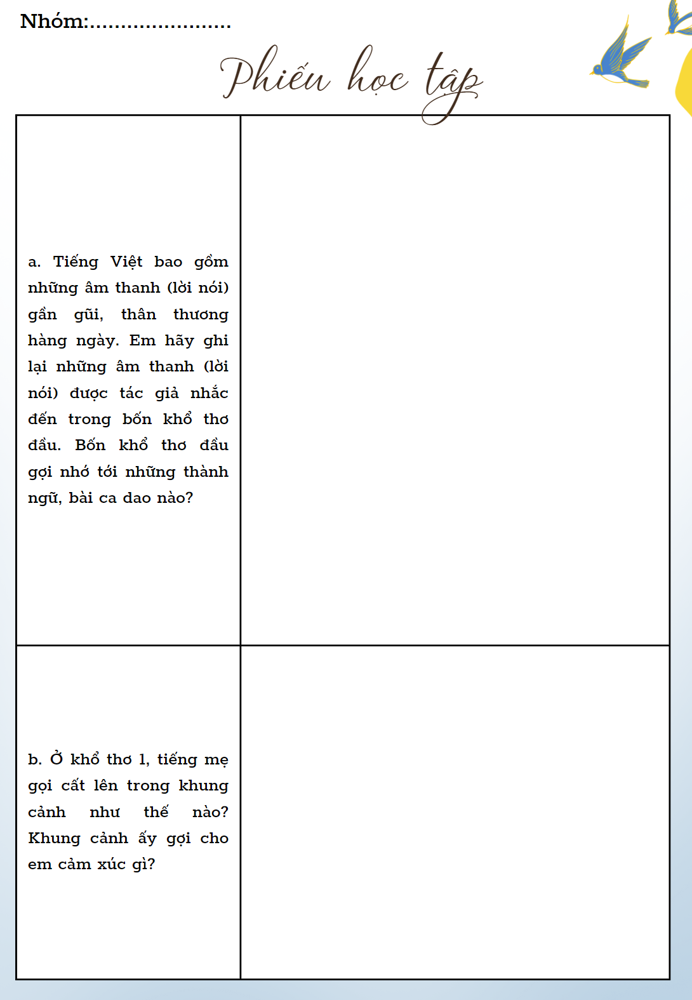 Nhóm:.......................
Phiếu học tập
a. Tiếng Việt bao gồm
những âm thanh (lời nói)
gần gũi, thân thương
hàng ngày. Em hãy ghi
lại những âm thanh (lời
nói) được tác giả nhắc
đến trong bốn khổ thơ
đầu. Bốn khổ thơ đầu
gợi nhớ tới những thành
ngữ, bài ca dao nào?
b. Ở khổ thơ 1, tiếng mẹ
gọi cất lên trong khung
cảnh như thế nào?
Khung cảnh ấy gợi cho
em cảm xúc gì?